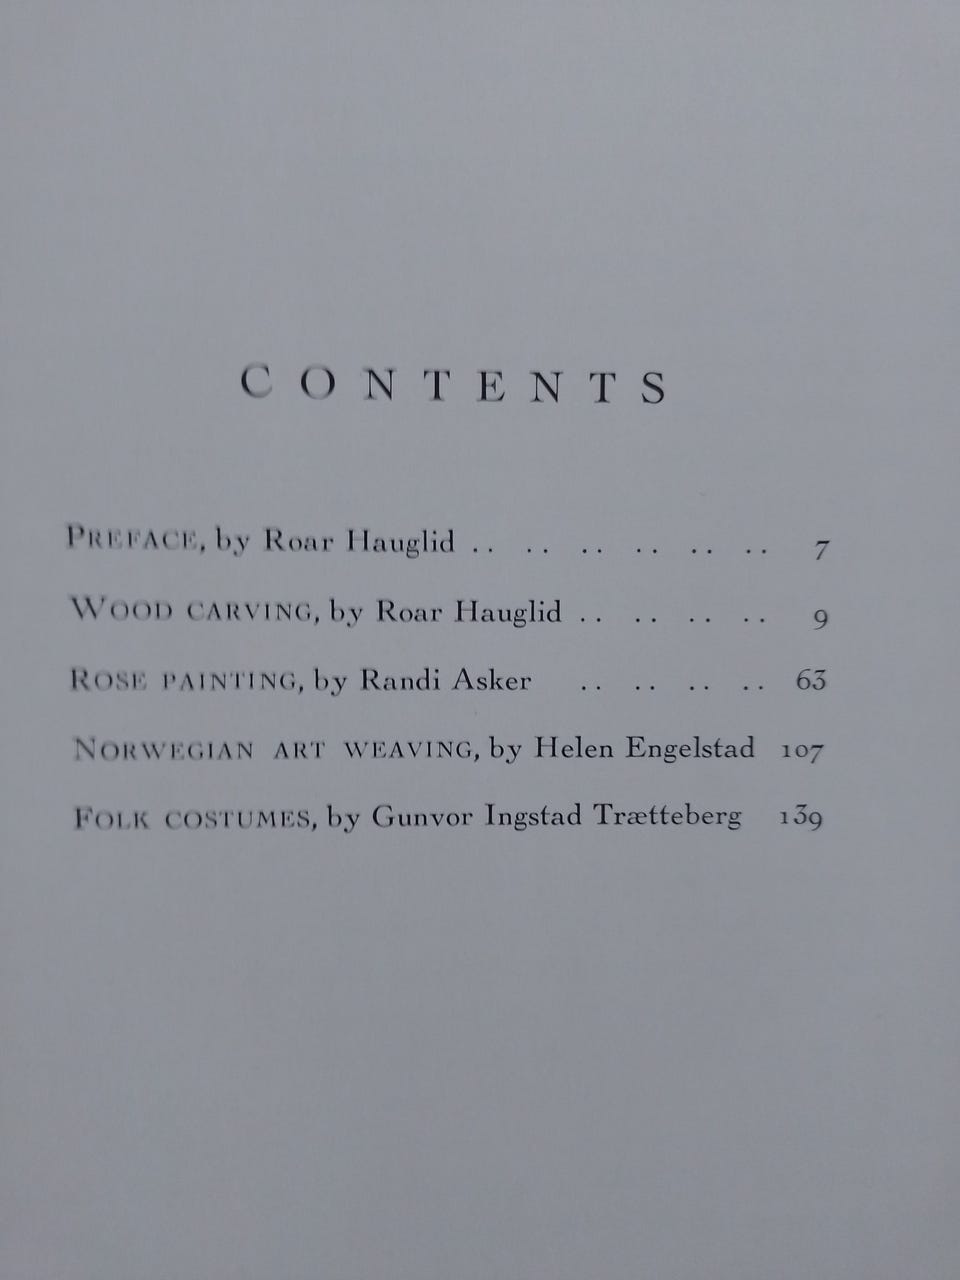 CONTENTS
PREFACE, by Roar Hauglid .. .. .. .. .. .. 7
WOOD CARVING, by Roar Hauglid .. .. .. .. 9
ROSE PAINTING, by Randi Asker .. .. .. .. 63
NORWEGIAN ART WEAVING, by Helen Engelstad 107
FOLK COSTUMES, by Gunvor Ingstad Trætteberg 139